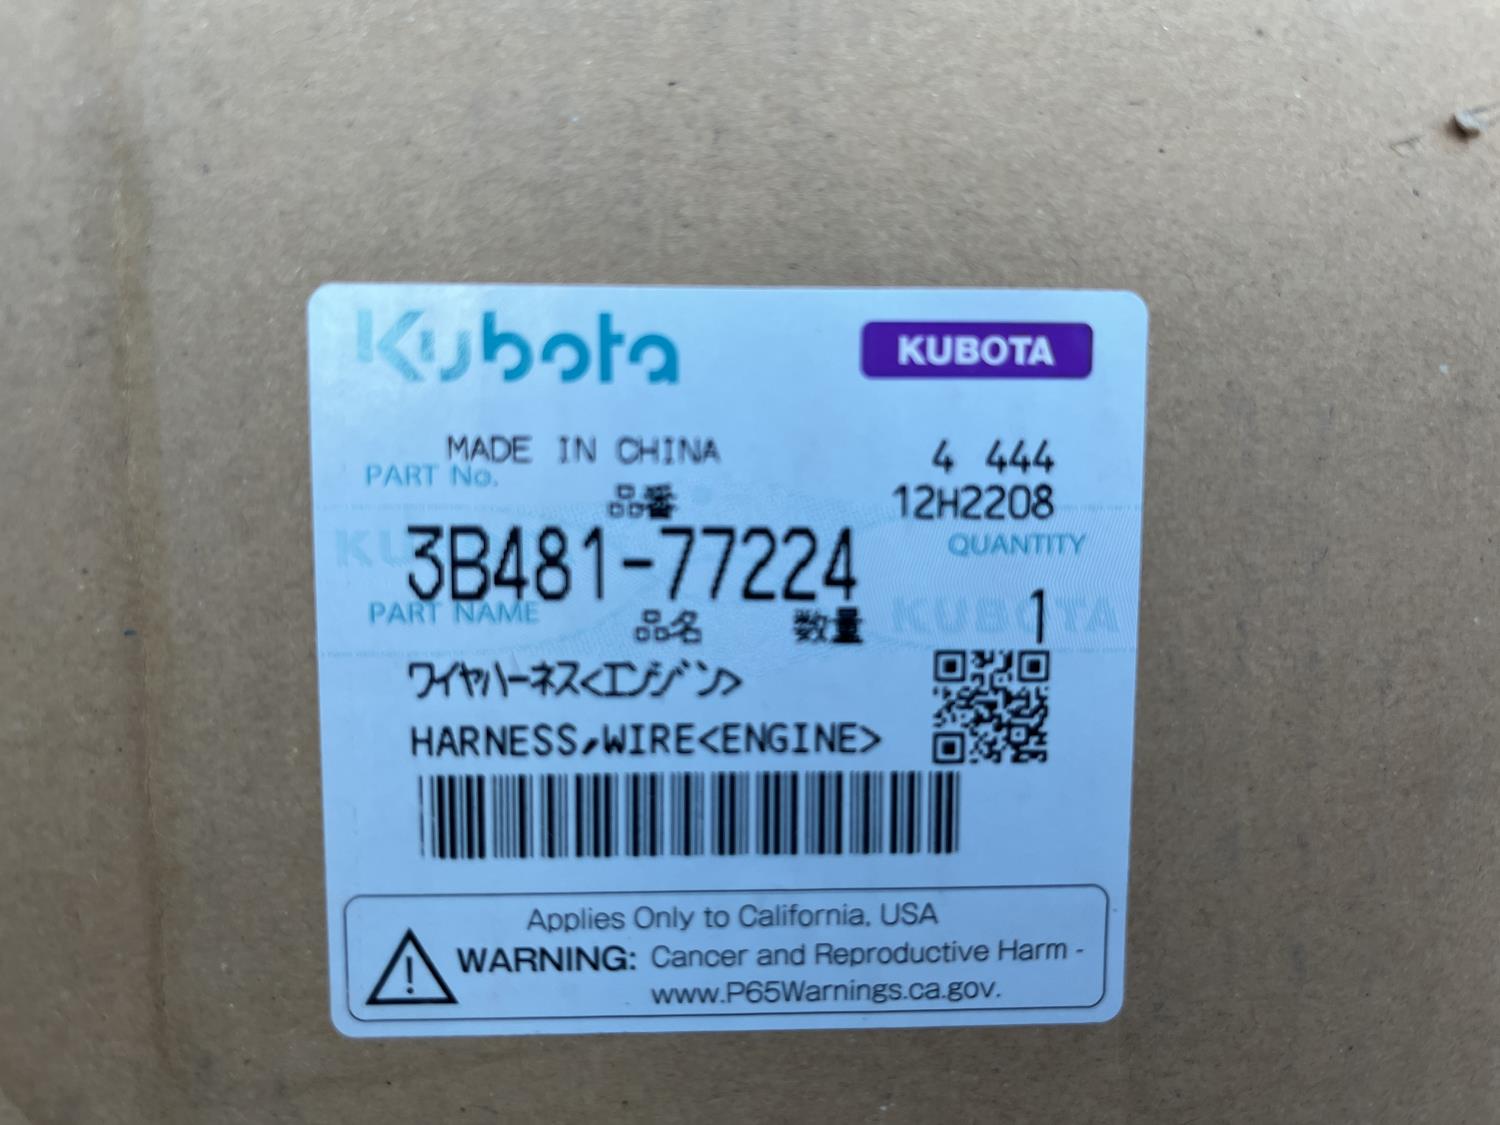 Kubota
KUBOTA
MADE IN CHINA
4 444
PART No.
品番
12H2208
3B481-77224
QUANTITY
PART NAME
品名
数量
1
KUBOTA
ワイヤハーネス<エンジン>
HARNESS,WIRE<ENGINE>
Applies Only to California, USA
WARNING: Cancer and Reproductive Harm -
www.P65Warnings.ca.gov.